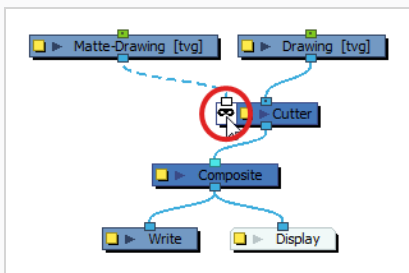 Matte-Drawing [tvg]
Drawing [tvg]
Cutter
Composite
Write
Display